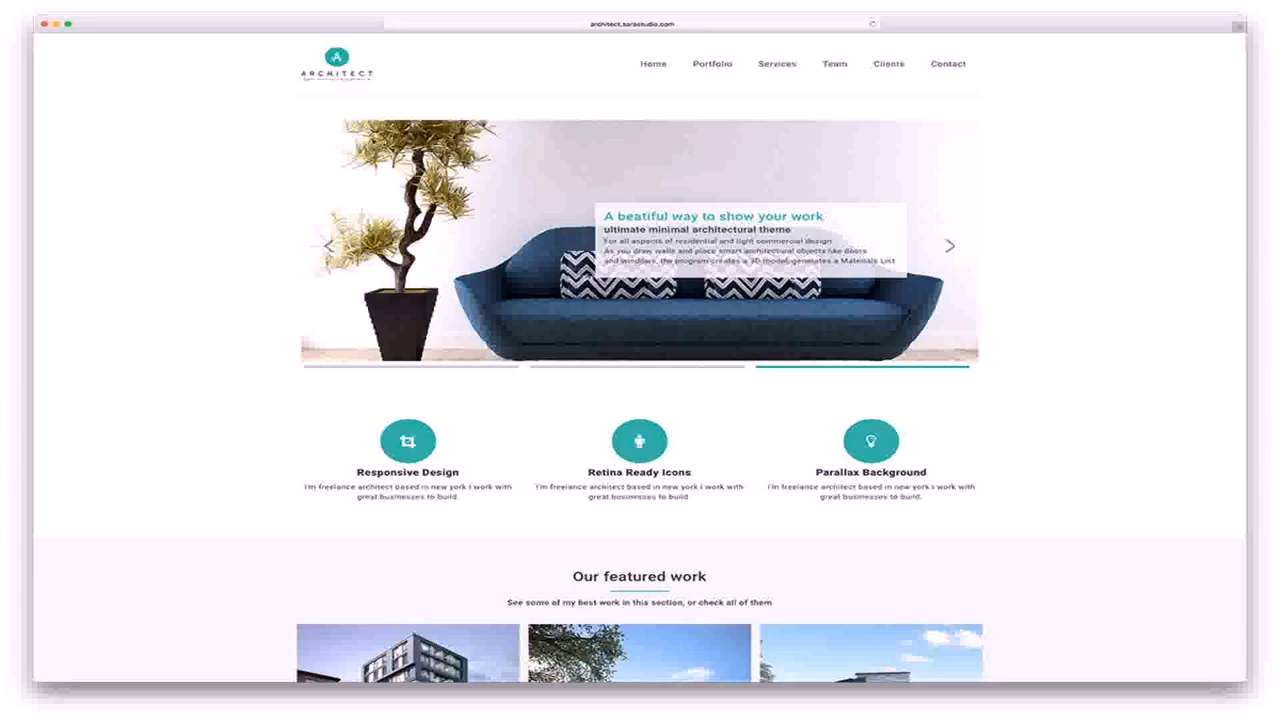 architect.sarastudio.com
A
ARCHITECT
Home Portfolio Services Team Clients Contact
A beatiful way to show your work
ultimate minimal architectural theme
For all aspects of residential and light commercial design
As you draw walls and place smart architectural objects like doors
and windows, the program creates a 3D model, generates a Materials List
Responsive Design
I'm freelance architect based in new york I work with
great businesses to build.
Retina Ready Icons
I'm freelance architect based in new york I work with
great businesses to build
Parallax Background
I'm freelance architect based in new york I work with
great businesses to build.
Our featured work
See some of my best work in this section, or check all of them